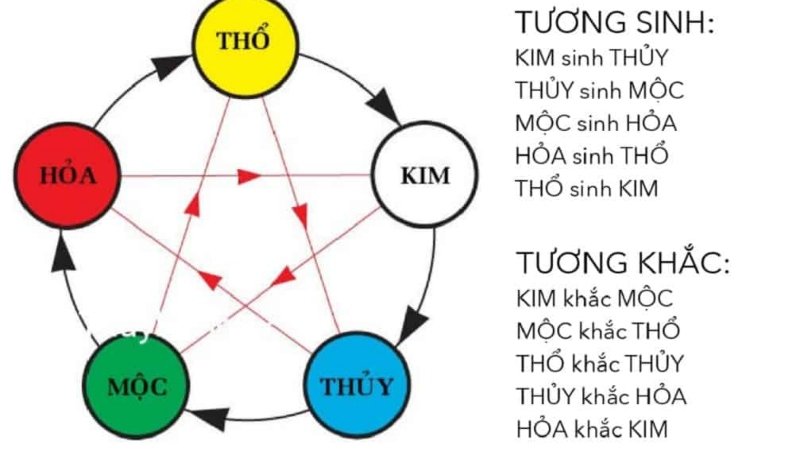 THỔ
HỎA
KIM
MỘC
THỦY
TƯƠNG SINH:
KIM sinh THỦY
THỦY sinh MỘC
MỘC sinh HỎA
HỎA sinh THỔ
THỔ sinh KIM
TƯƠNG KHẮC:
KIM khắc MỘC
MỘC khắc THỔ
THỔ khắc THỦY
THỦY khắc HỎA
HỎA khắc KIM